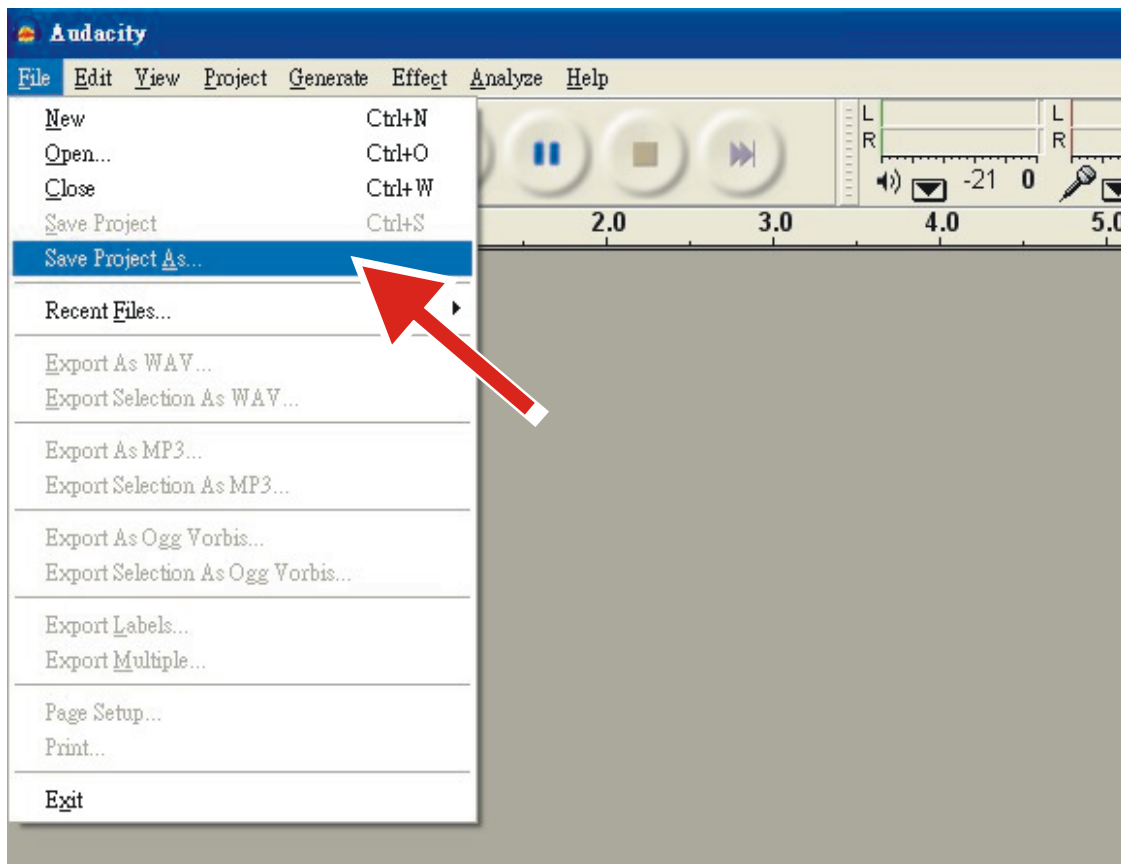 Audacity
File Edit View Project Generate Effect Analyze Help
New Ctrl+N
Open... Ctrl+O
Close Ctrl+W
Save Project Ctrl+S
Save Project As...
Recent Files...
Export As WAV...
Export Selection As WAV...
Export As MP3...
Export Selection As MP3...
Export As Ogg Vorbis...
Export Selection As Ogg Vorbis...
Export Labels...
Export Multiple...
Page Setup...
Print...
Exit
L L
R R
-21 0
2.0 3.0 4.0 5.0